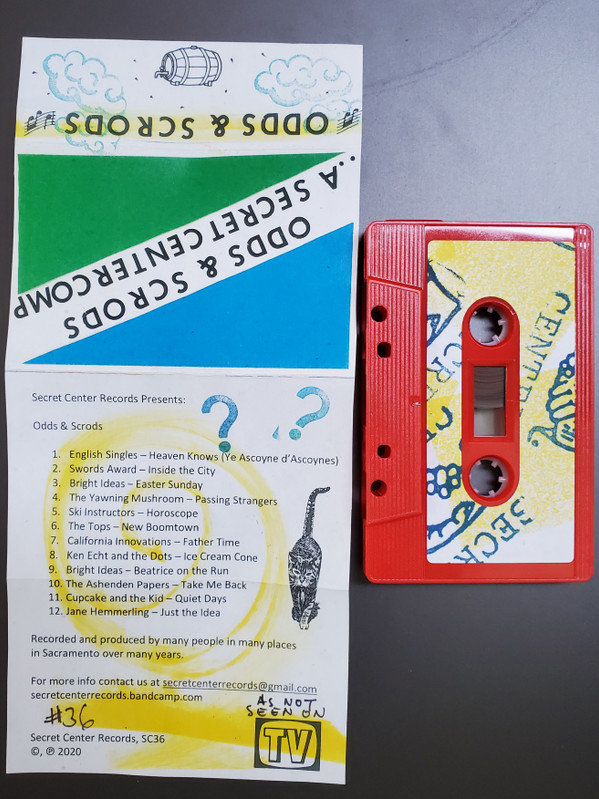 ODDS & SCRODS
ODDS & SCRODS
...A SECRET CENTER COMP
Secret Center Records Presents:
Odds & Scrods
1. English Singles – Heaven Knows (Ye Ascoyne d’Ascoynes)
2. Swords Award – Inside the City
3. Bright Ideas – Easter Sunday
4. The Yawning Mushroom – Passing Strangers
5. Ski Instructors – Horoscope
6. The Tops – New Boomtown
7. California Innovations – Father Time
8. Ken Echt and the Dots – Ice Cream Cone
9. Bright Ideas – Beatrice on the Run
10. The Ashenden Papers – Take Me Back
11. Cupcake and the Kid – Quiet Days
12. Jane Hemmerling – Just the Idea
Recorded and produced by many people in many places
in Sacramento over many years.
For more info contact us at secretcenterrecords@gmail.com
secretcenterrecords.bandcamp.com
#36
AS NOT
SEEN ON
TV
Secret Center Records, SC36
©, ℗ 2020
? ?
CENTE
CRE
SECR